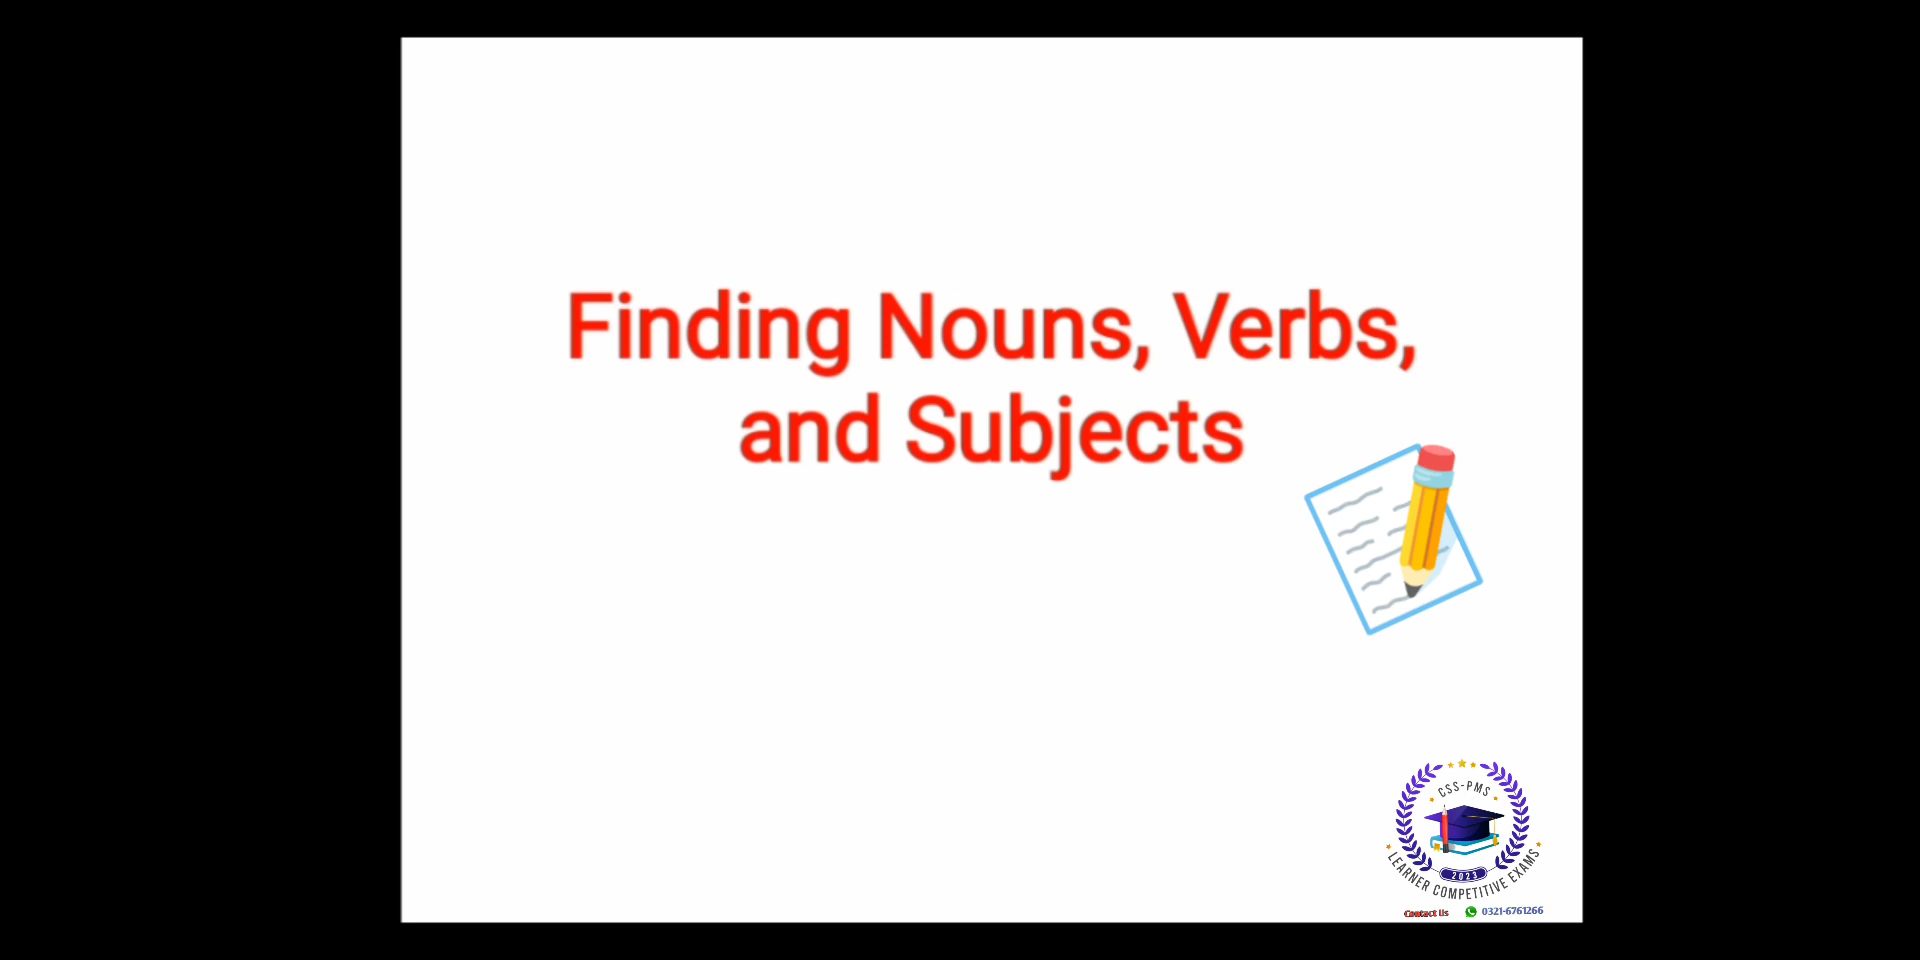 Finding Nouns, Verbs,
and Subjects
CSS-PMS
2023
LEARNER COMPETITIVE EXAMS
Contact Us 0321-6761266